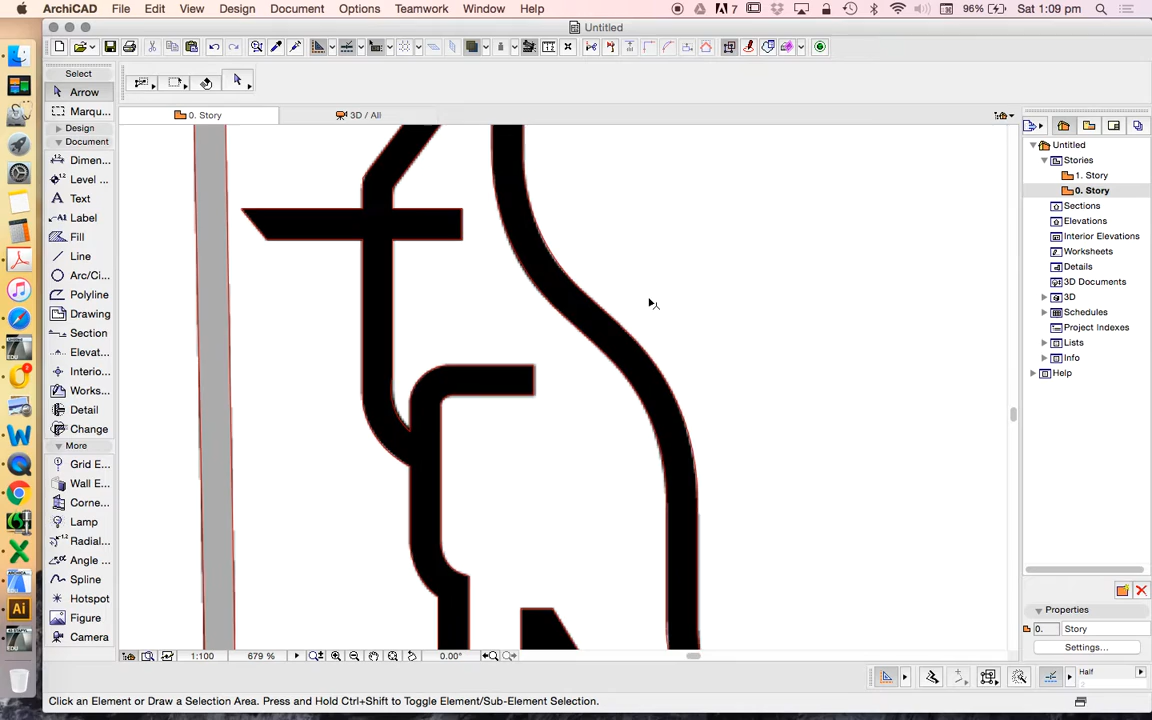 ArchiCAD File Edit View Design Document Options Teamwork Window Help
7 96% Sat 1:09 pm
Untitled
Select
Arrow
Marqu...
Design
Document
Dimen...
Level ...
Text
Label
Fill
Line
Arc/Ci...
Polyline
Drawing
Section
Elevat...
Interio...
Works...
Detail
Change
More
Grid E...
Wall E...
Corne...
Lamp
Radial...
Angle ...
Spline
Hotspot
Figure
Camera
0. Story
3D / All
Untitled
Stories
1. Story
0. Story
Sections
Elevations
Interior Elevations
Worksheets
Details
3D Documents
3D
Schedules
Project Indexes
Lists
Info
Help
Properties
0. Story
Settings...
1:100 679 % 0.00°
Half
2
Click an Element or Draw a Selection Area. Press and Hold Ctrl+Shift to Toggle Element/Sub-Element Selection.